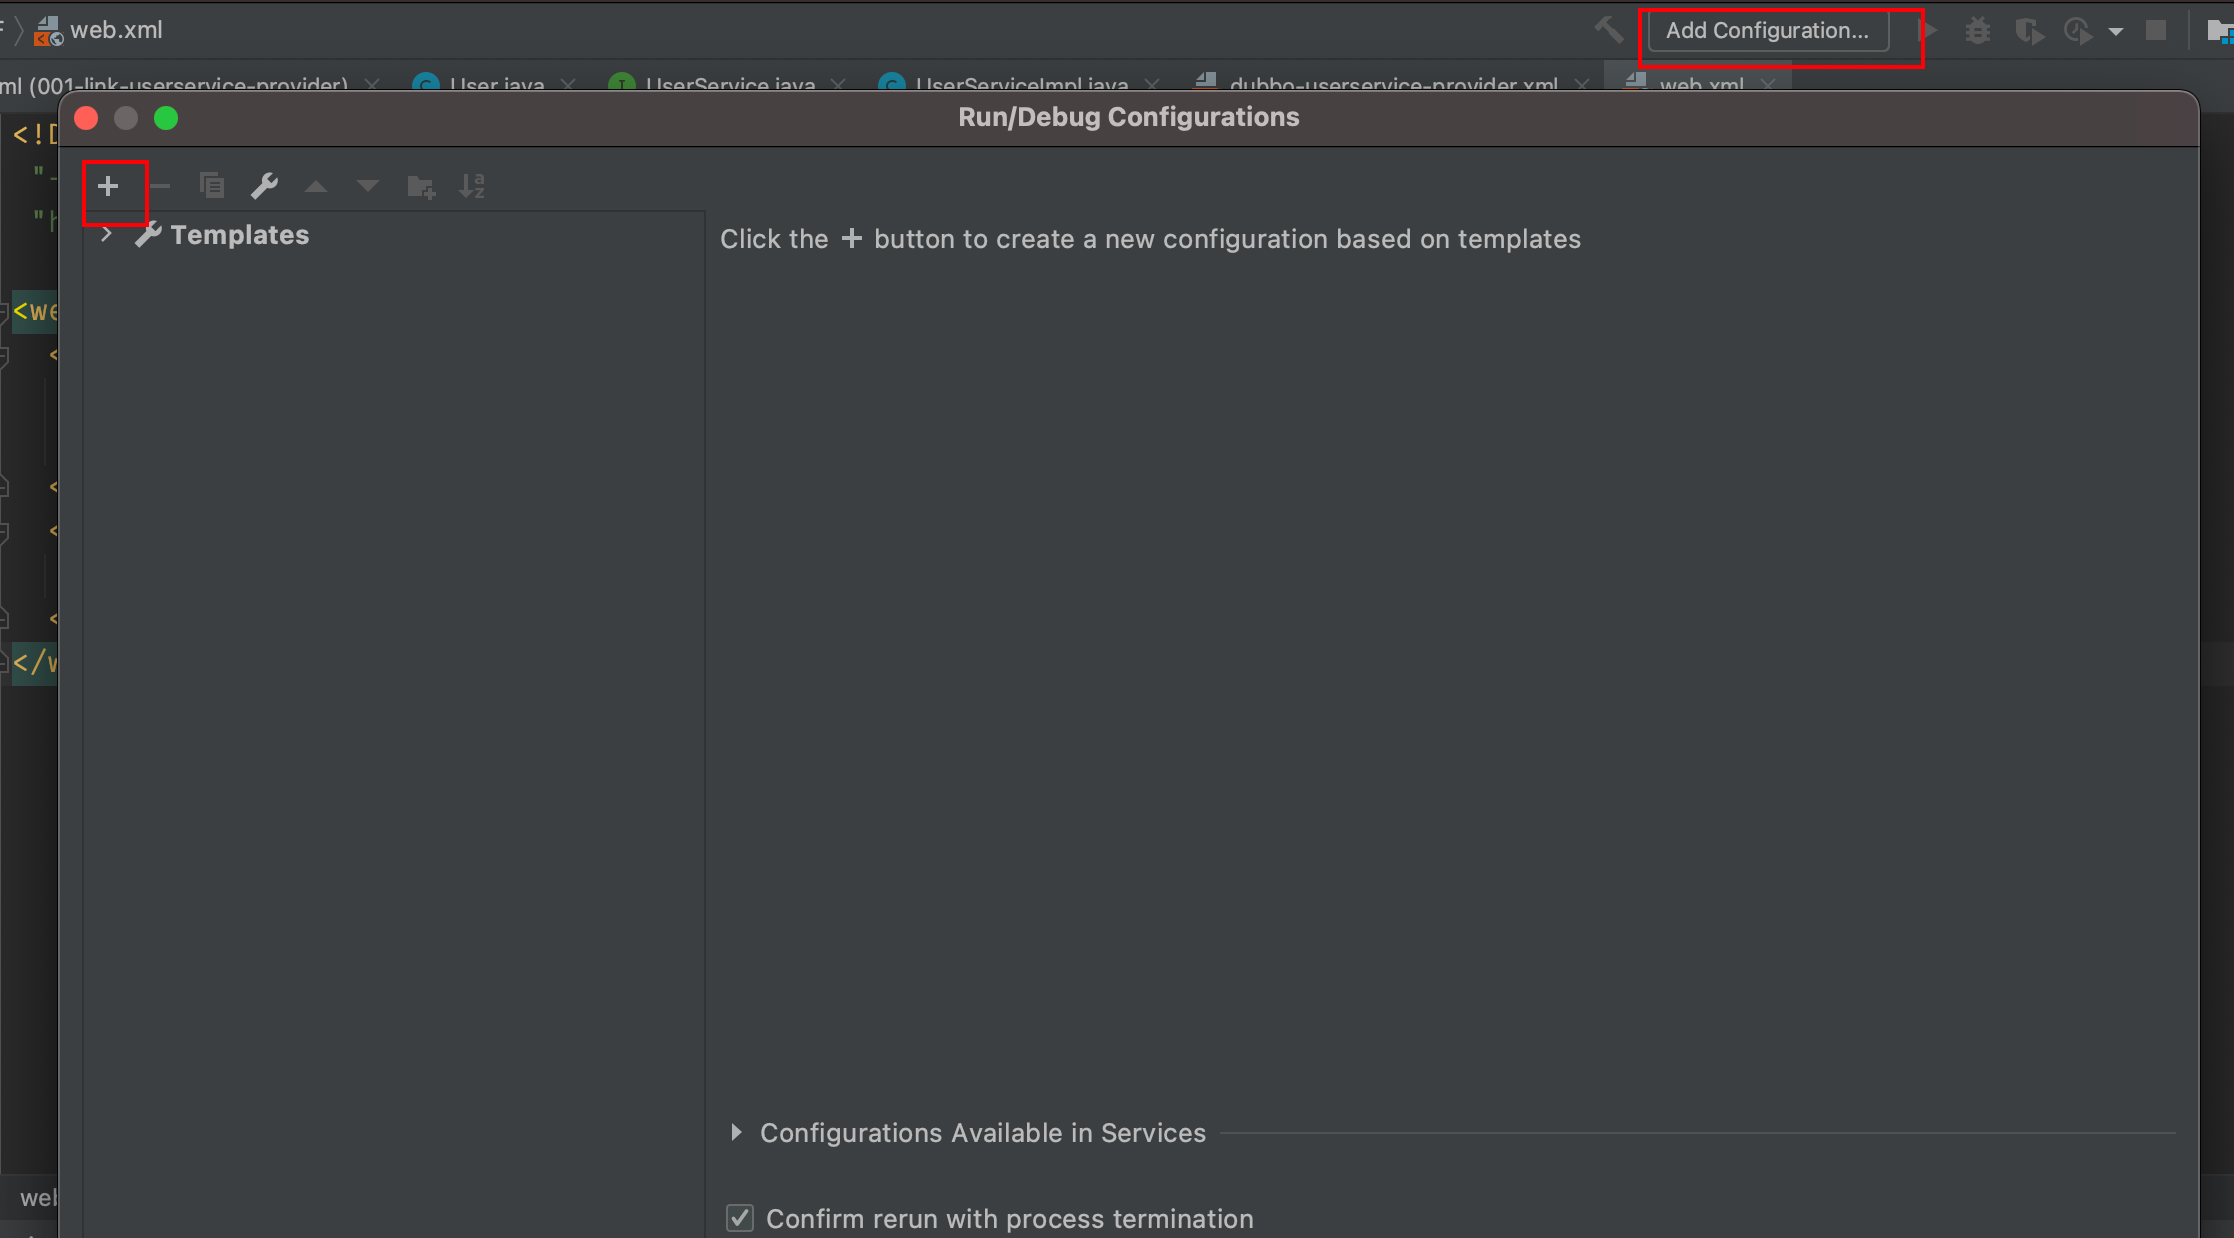 web.xml
Add Configuration...
ml (001-link-userservice-provider)
User.java
UserService.java
UserServiceImpl.java
dubbo-userservice-provider.xml
web.xml
Run/Debug Configurations
<!D
"-
"h
Templates
Click the + button to create a new configuration based on templates
<we
<
<
<
<
</w
Configurations Available in Services
web
Confirm rerun with process termination